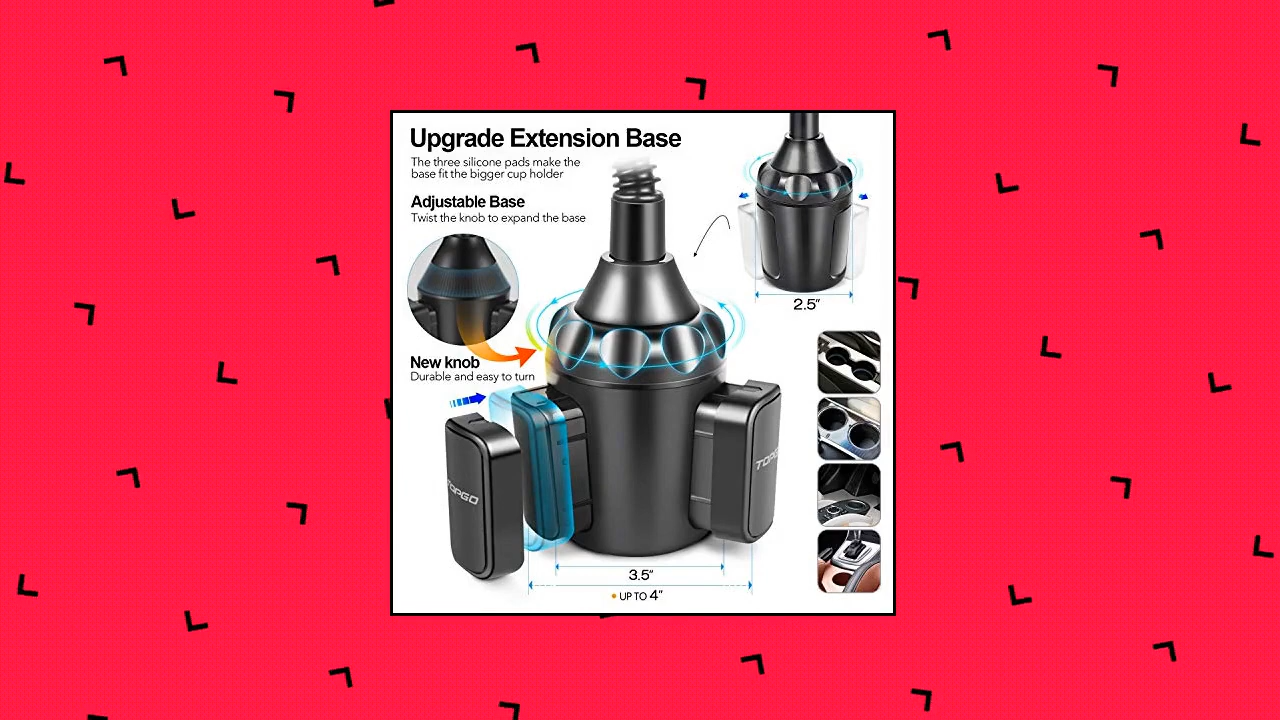 Upgrade Extension Base
The three silicone pads make the
base fit the bigger cup holder
Adjustable Base
Twist the knob to expand the base
2.5"
New knob
Durable and easy to turn
TOPGO
3.5"
UP TO 4"